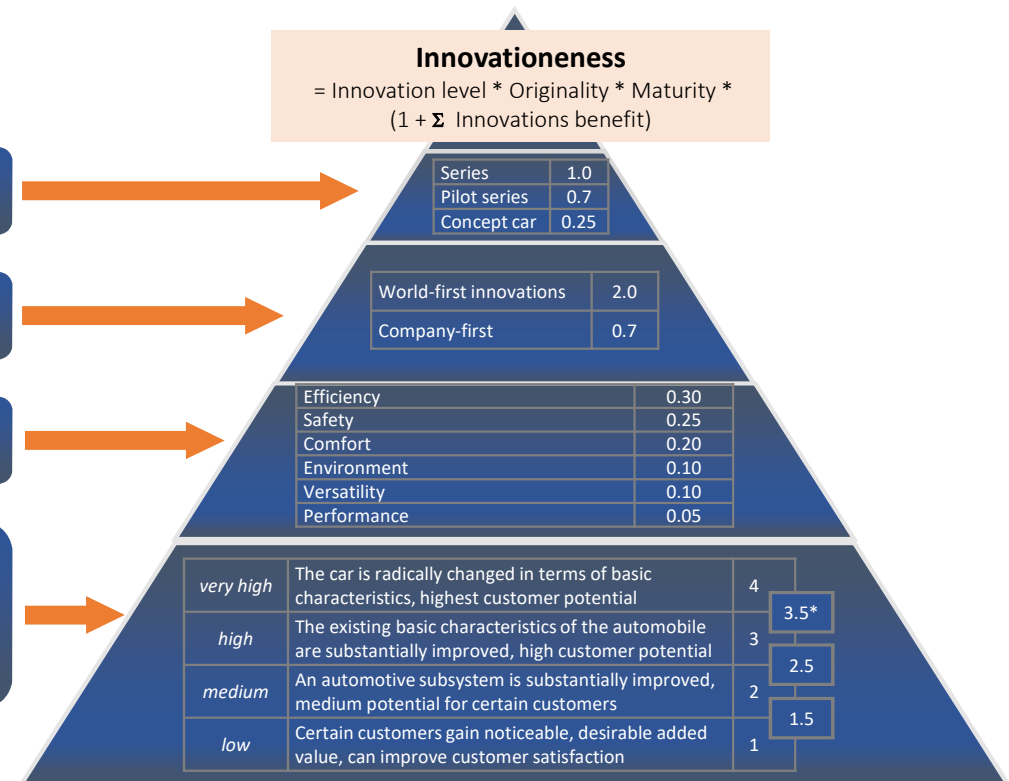 Innovationeness
= Innovation level * Originality * Maturity *
(1 + Σ Innovations benefit)
Series 1.0
Pilot series 0.7
Concept car 0.25
World-first innovations 2.0
Company-first 0.7
Efficiency 0.30
Safety 0.25
Comfort 0.20
Environment 0.10
Versatility 0.10
Performance 0.05
very high The car is radically changed in terms of basic
characteristics, highest customer potential 4
3.5*
high The existing basic characteristics of the automobile
are substantially improved, high customer potential 3
2.5
medium An automotive subsystem is substantially improved,
medium potential for certain customers 2
1.5
low Certain customers gain noticeable, desirable added
value, can improve customer satisfaction 1